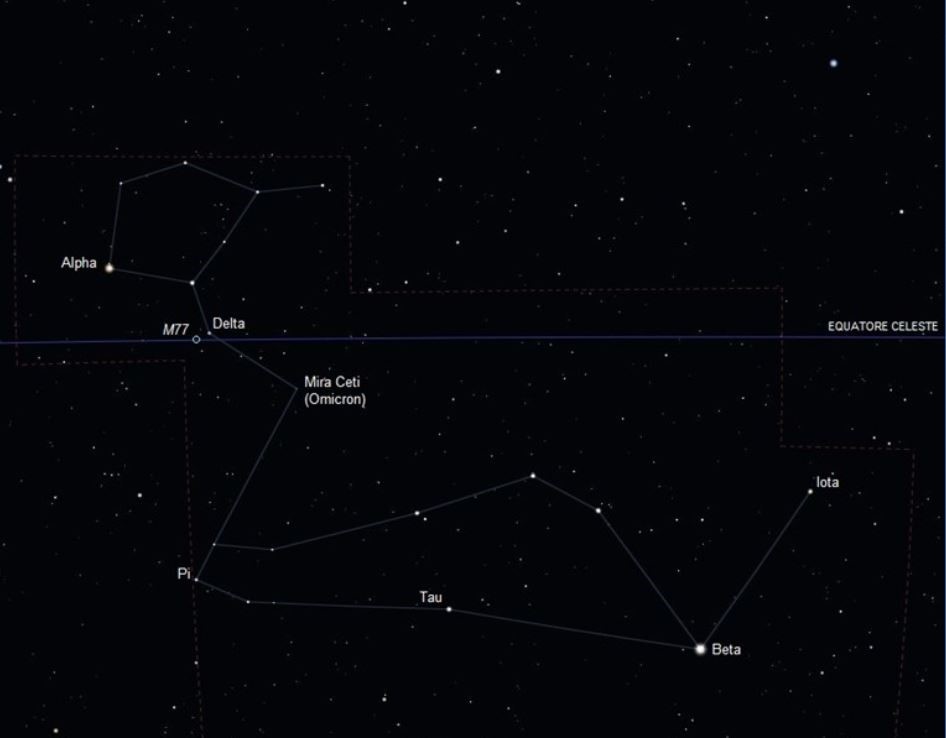 Alpha
M77
Delta
EQUATORE CELESTE
Mira Ceti
(Omicron)
Iota
Pi
Tau
Beta